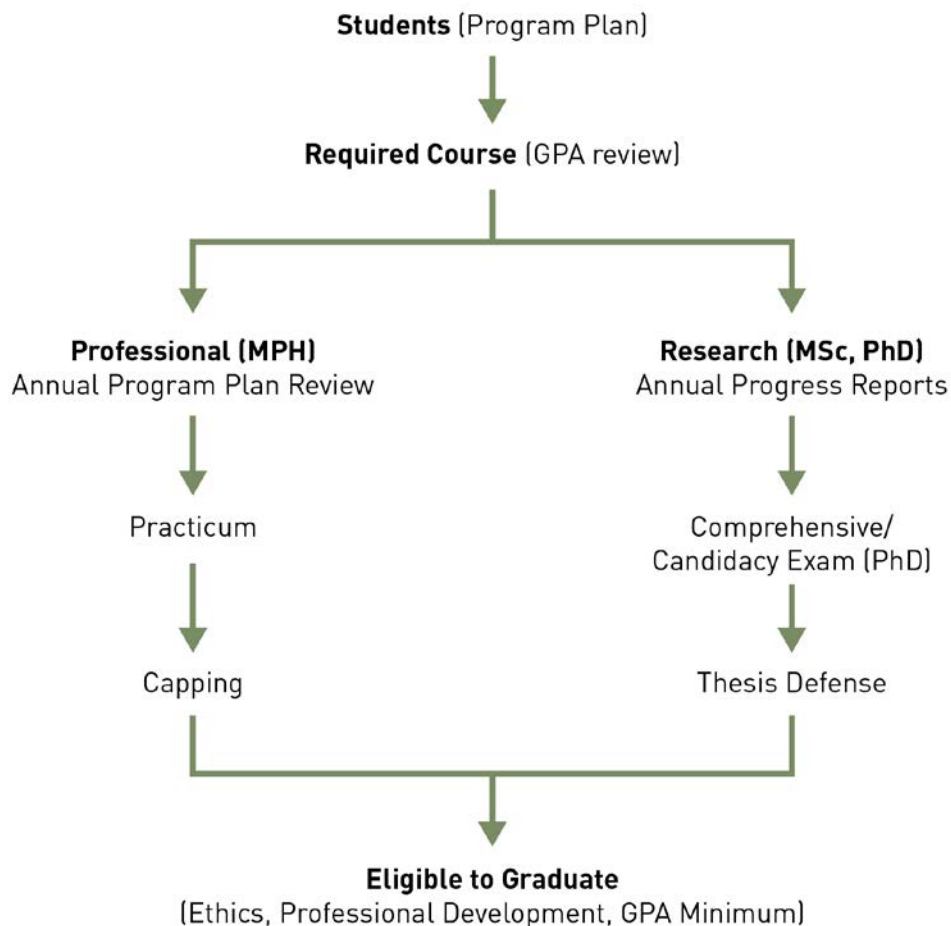 Students (Program Plan)
Required Course (GPA review)
Professional (MPH)
Annual Program Plan Review
Research (MSc, PhD)
Annual Progress Reports
Practicum
Comprehensive/
Candidacy Exam (PhD)
Capping
Thesis Defense
Eligible to Graduate
(Ethics, Professional Development, GPA Minimum)